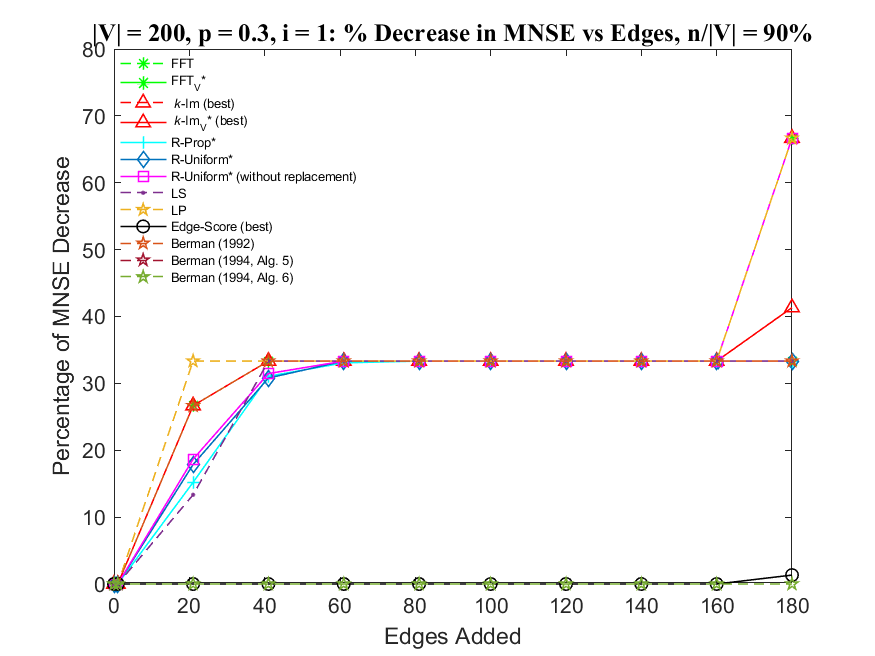 |V| = 200, p = 0.3, i = 1: % Decrease in MNSE vs Edges, n/|V| = 90%
80
70
60
50
40
30
20
10
0
Percentage of MNSE Decrease
FFT
FFT_V*
k-lm (best)
k-lm_V* (best)
R-Prop*
R-Uniform*
R-Uniform* (without replacement)
LS
LP
Edge-Score (best)
Berman (1992)
Berman (1994, Alg. 5)
Berman (1994, Alg. 6)
0 20 40 60 80 100 120 140 160 180
Edges Added